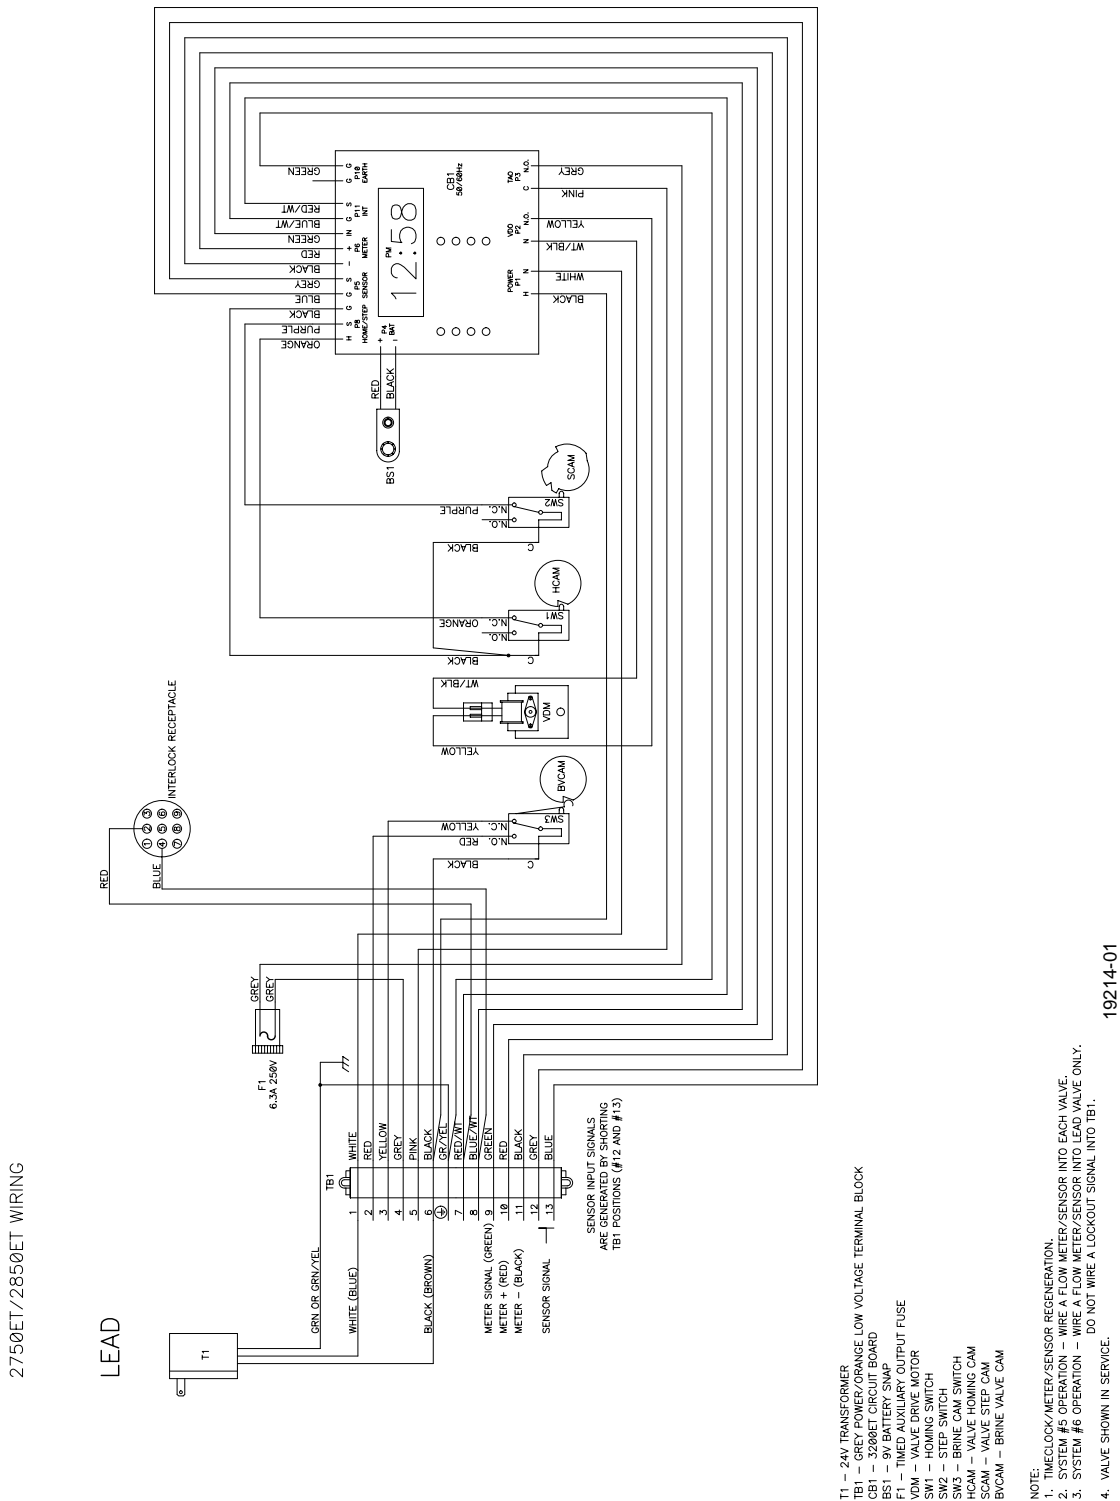 2750ET/2850ET WIRING
LEAD
T1
GRN OR GRN/YEL
WHITE (BLUE)
BLACK (BROWN)
METER SIGNAL (GREEN)
METER + (RED)
METER – (BLACK)
SENSOR SIGNAL
TB1
1
2
3
4
5
6
7
8
9
10
11
12
13
WHITE
RED
YELLOW
GREY
PINK
BLACK
GR/YEL
RED/WT
BLUE/WT
GREEN
RED
BLACK
GREY
BLUE
SENSOR INPUT SIGNALS
ARE GENERATED BY SHORTING
TB1 POSITIONS (#12 AND #13)
F1
6.3A 250V
GREY
GREY
RED
BLUE
1 2 3
4 5 6
7 8 9
INTERLOCK RECEPTACLE
BLACK
RED
YELLOW
C
N.O.
N.C.
SW3
BVCAM
YELLOW
WT/BLK
VDM
BLACK
ORANGE
C
N.O.
N.C.
SW1
HCAM
BLACK
PURPLE
C
N.O.
N.C.
SW2
SCAM
BS1
RED
BLACK
ORANGE
PURPLE
BLACK
BLUE
GREY
BLACK
RED
GREEN
BLUE/WT
RED/WT
GREEN
H S G G S – + IN G S G G
P8 P5 P6 P11 P10
HOME/STEP SENSOR METER INT EARTH
+ –
P4
BAT
PM
12:58
CB1
50/60Hz
POWER
P1
H N
VDO
P2
N N.O.
TAO
P3
C N.O.
BLACK
WHITE
WT/BLK
YELLOW
PINK
GREY
T1 – 24V TRANSFORMER
TB1 – GREY POWER/ORANGE LOW VOLTAGE TERMINAL BLOCK
CB1 – 3200ET CIRCUIT BOARD
BS1 – 9V BATTERY SNAP
F1 – TIMED AUXILIARY OUTPUT FUSE
VDM – VALVE DRIVE MOTOR
SW1 – HOMING SWITCH
SW2 – STEP SWITCH
SW3 – BRINE CAM SWITCH
HCAM – VALVE HOMING CAM
SCAM – VALVE STEP CAM
BVCAM – BRINE VALVE CAM
NOTE:
1. TIMECLOCK/METER/SENSOR REGENERATION.
2. SYSTEM #5 OPERATION – WIRE A FLOW METER/SENSOR INTO EACH VALVE.
3. SYSTEM #6 OPERATION – WIRE A FLOW METER/SENSOR INTO LEAD VALVE ONLY.
DO NOT WIRE A LOCKOUT SIGNAL INTO TB1.
4. VALVE SHOWN IN SERVICE.
19214-01